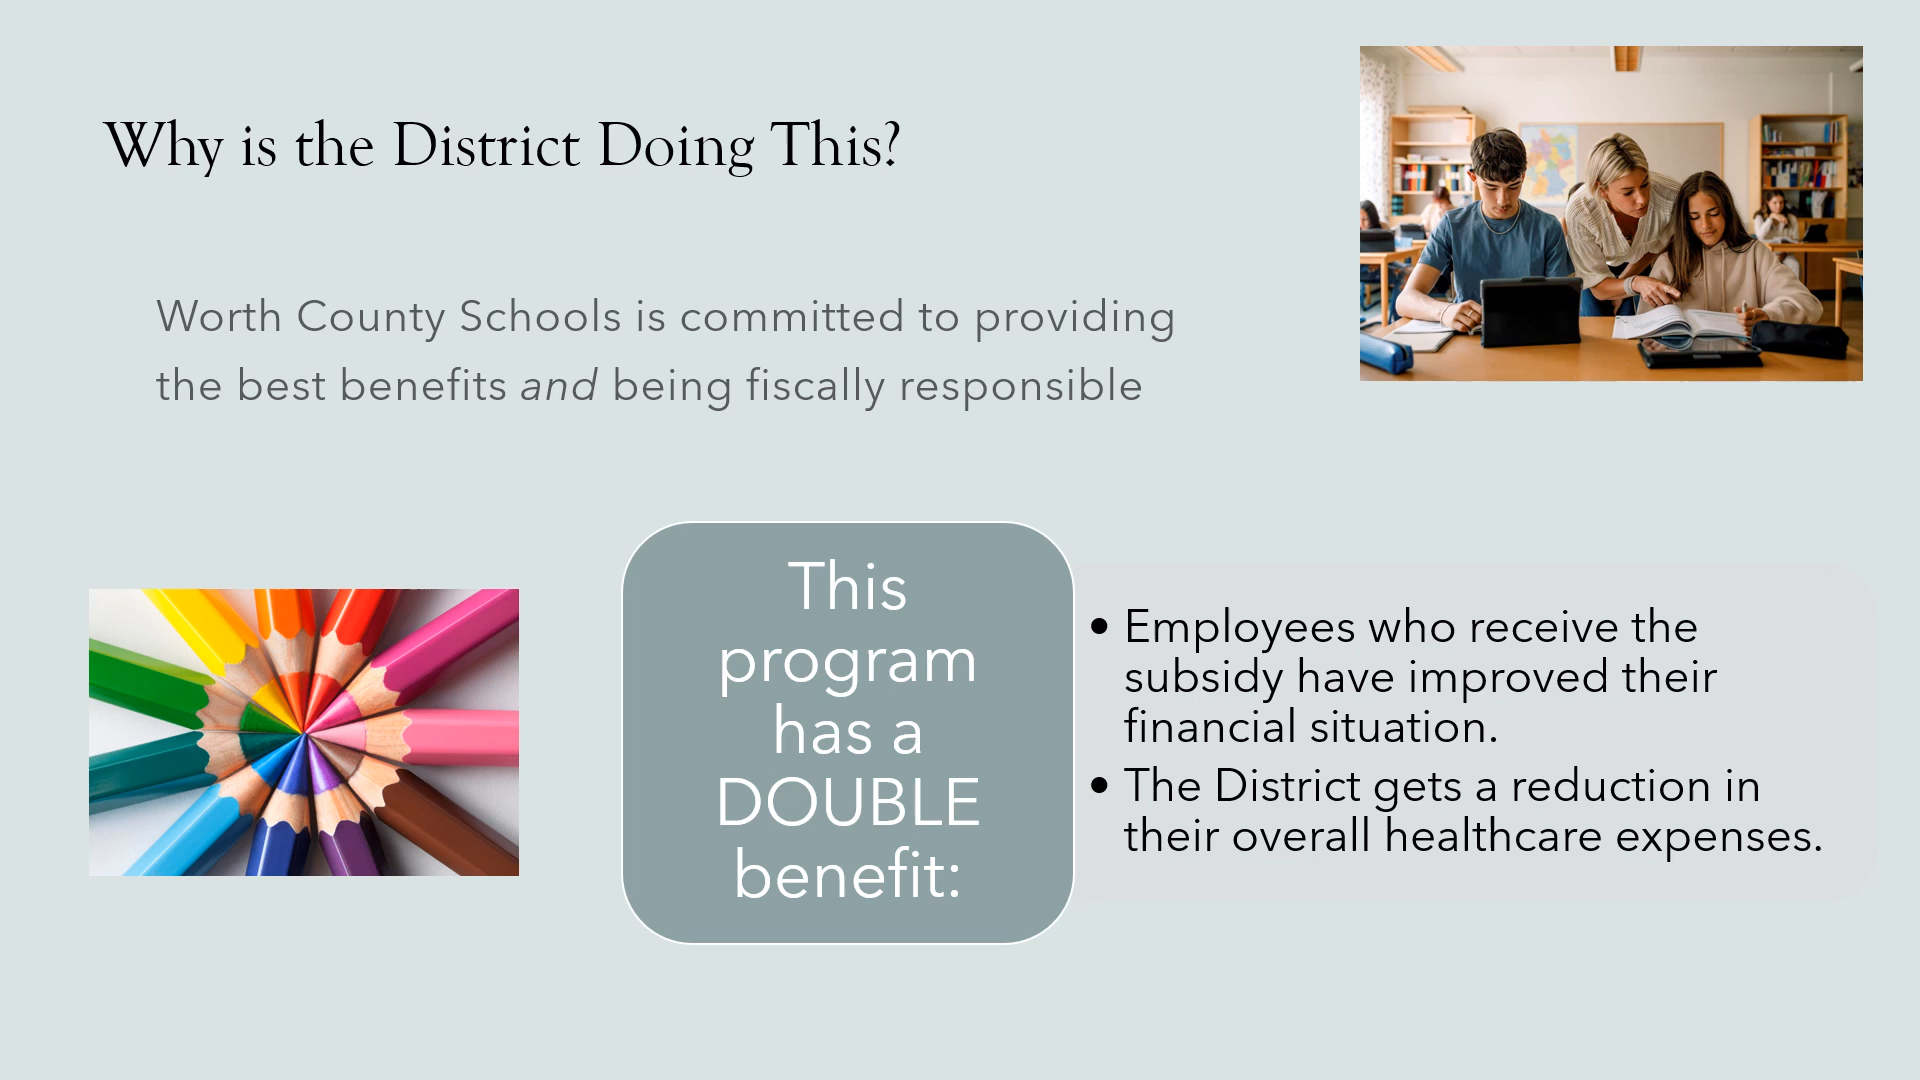 Why is the District Doing This?
Worth County Schools is committed to providing
the best benefits and being fiscally responsible
This
program
has a
DOUBLE
benefit:
• Employees who receive the
subsidy have improved their
financial situation.
• The District gets a reduction in
their overall healthcare expenses.